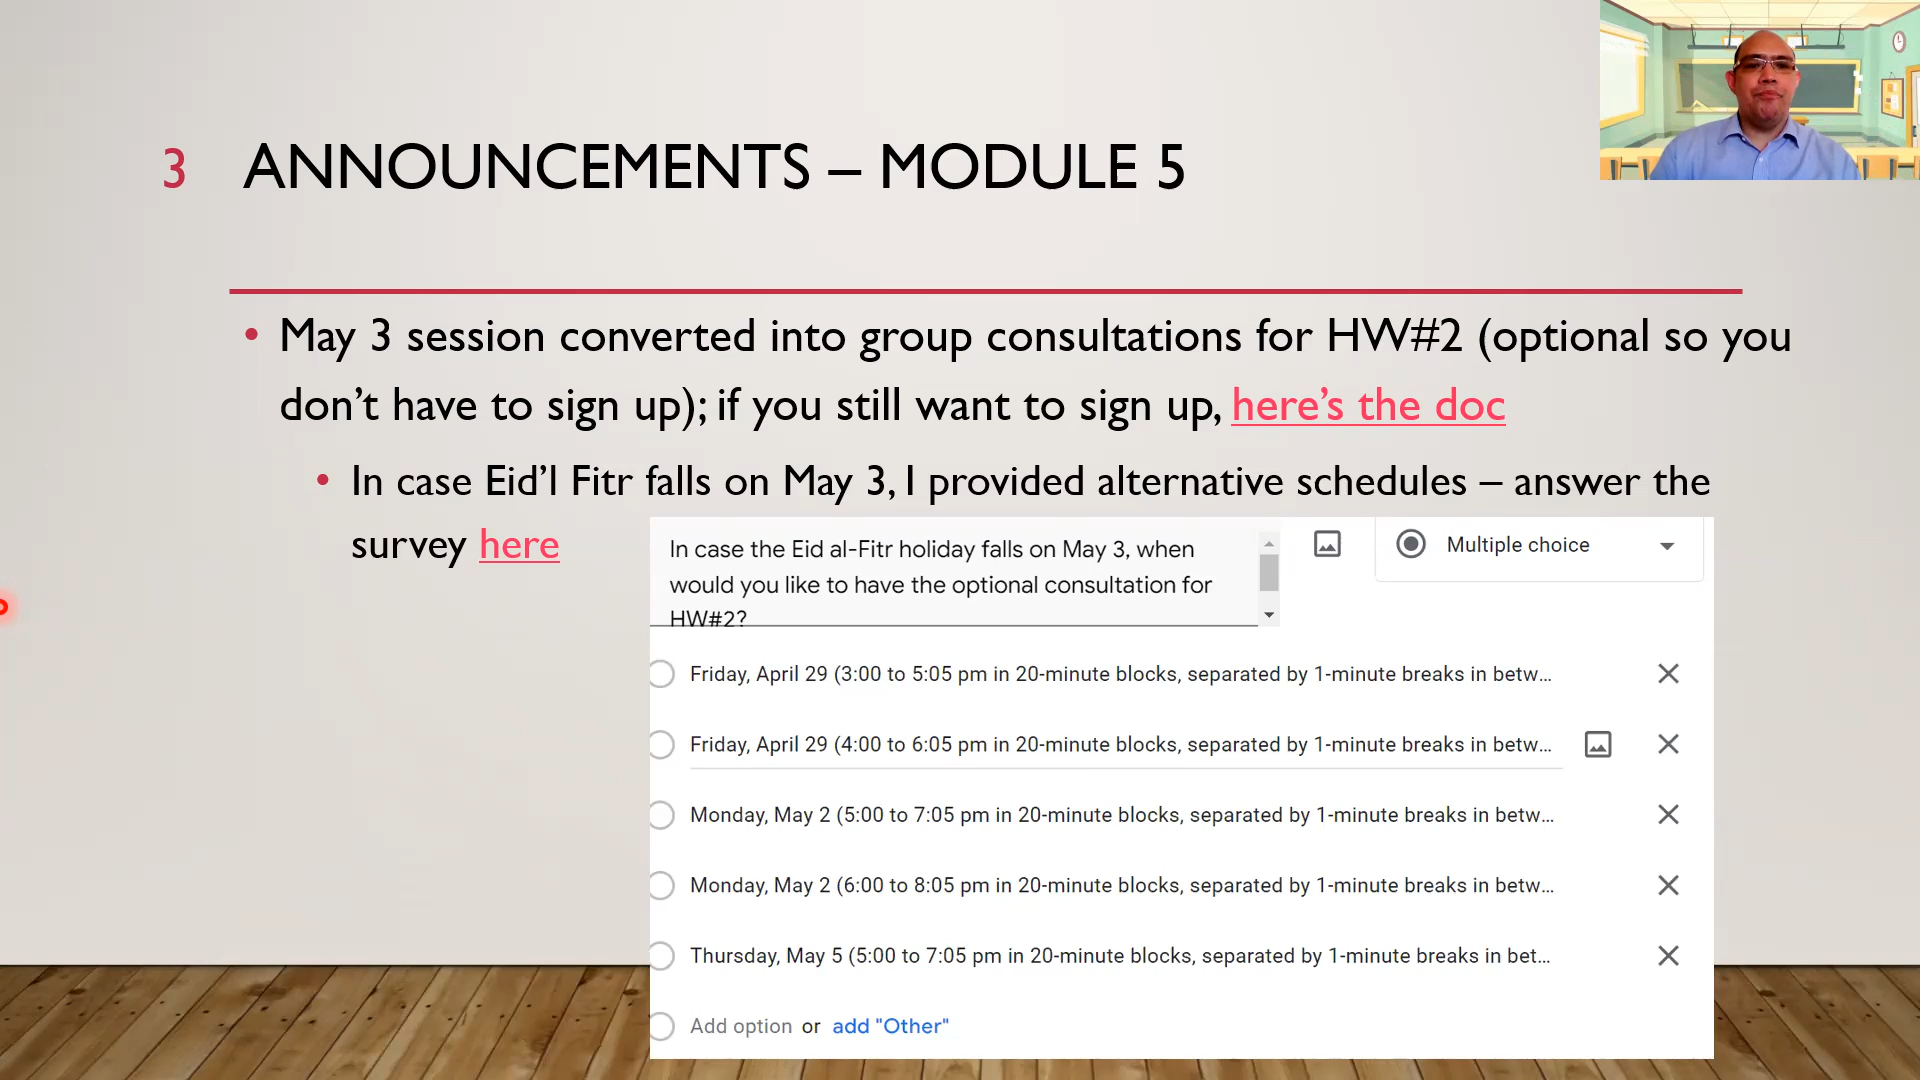 3 ANNOUNCEMENTS – MODULE 5
• May 3 session converted into group consultations for HW#2 (optional so you
don’t have to sign up); if you still want to sign up, here’s the doc
• In case Eid’l Fitr falls on May 3, I provided alternative schedules – answer the
survey here
In case the Eid al-Fitr holiday falls on May 3, when
would you like to have the optional consultation for
HW#2?
Multiple choice
Friday, April 29 (3:00 to 5:05 pm in 20-minute blocks, separated by 1-minute breaks in betw...
Friday, April 29 (4:00 to 6:05 pm in 20-minute blocks, separated by 1-minute breaks in betw...
Monday, May 2 (5:00 to 7:05 pm in 20-minute blocks, separated by 1-minute breaks in betw...
Monday, May 2 (6:00 to 8:05 pm in 20-minute blocks, separated by 1-minute breaks in betw...
Thursday, May 5 (5:00 to 7:05 pm in 20-minute blocks, separated by 1-minute breaks in bet...
Add option or add "Other"